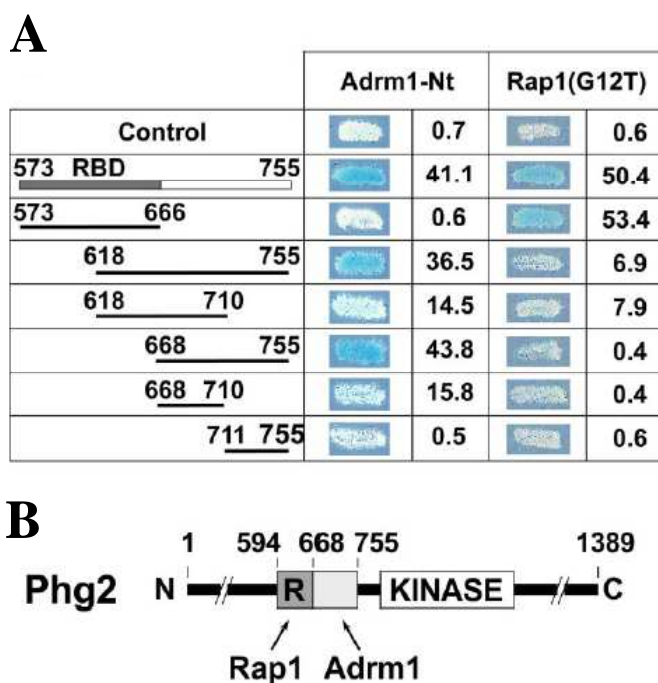 A
Adrm1-Nt Rap1(G12T)
Control 0.7 0.6
573 RBD 755 41.1 50.4
573 666 0.6 53.4
618 755 36.5 6.9
618 710 14.5 7.9
668 755 43.8 0.4
668 710 15.8 0.4
711 755 0.5 0.6
B
1 594 668 755 1389
Phg2 N R KINASE C
Rap1 Adrm1